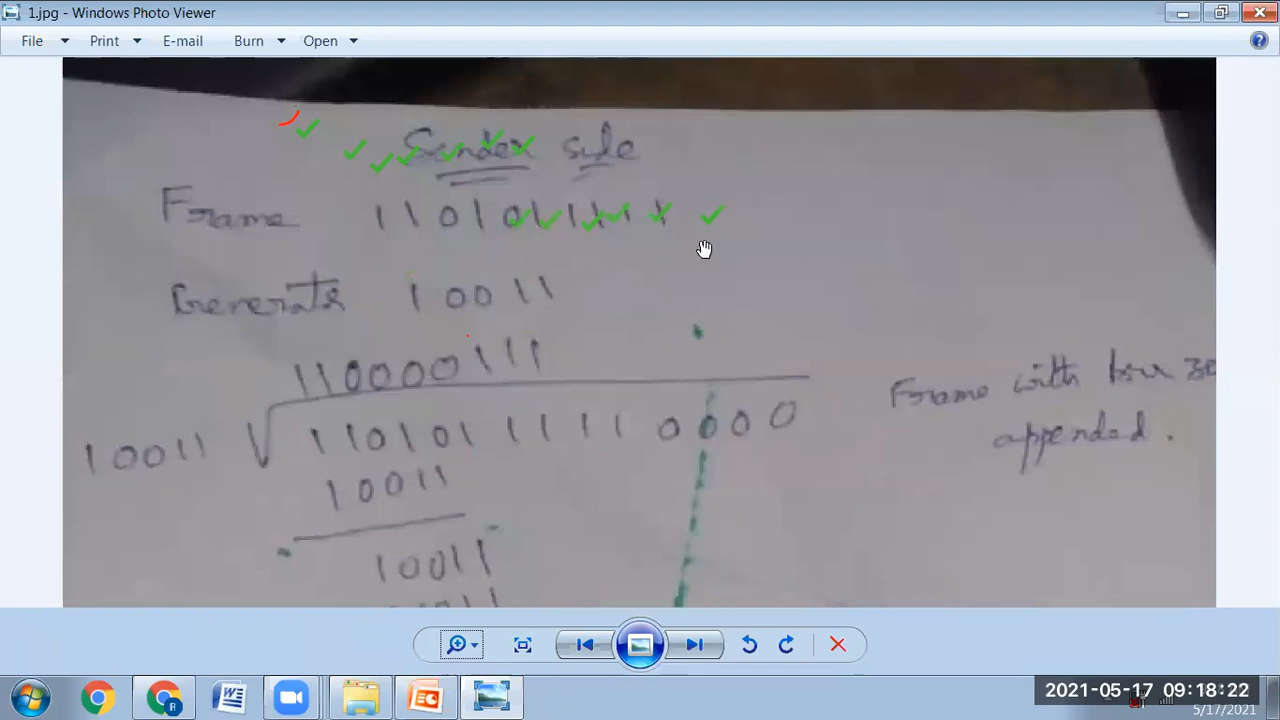 1.jpg - Windows Photo Viewer
File Print E-mail Burn Open
Sender side
Frame 1101011111
Generator 10011
110000111
10011 √ 11010111110000
Frame with four
appended.
10011
10011
2021-05-17 09:18:22
5/17/2021